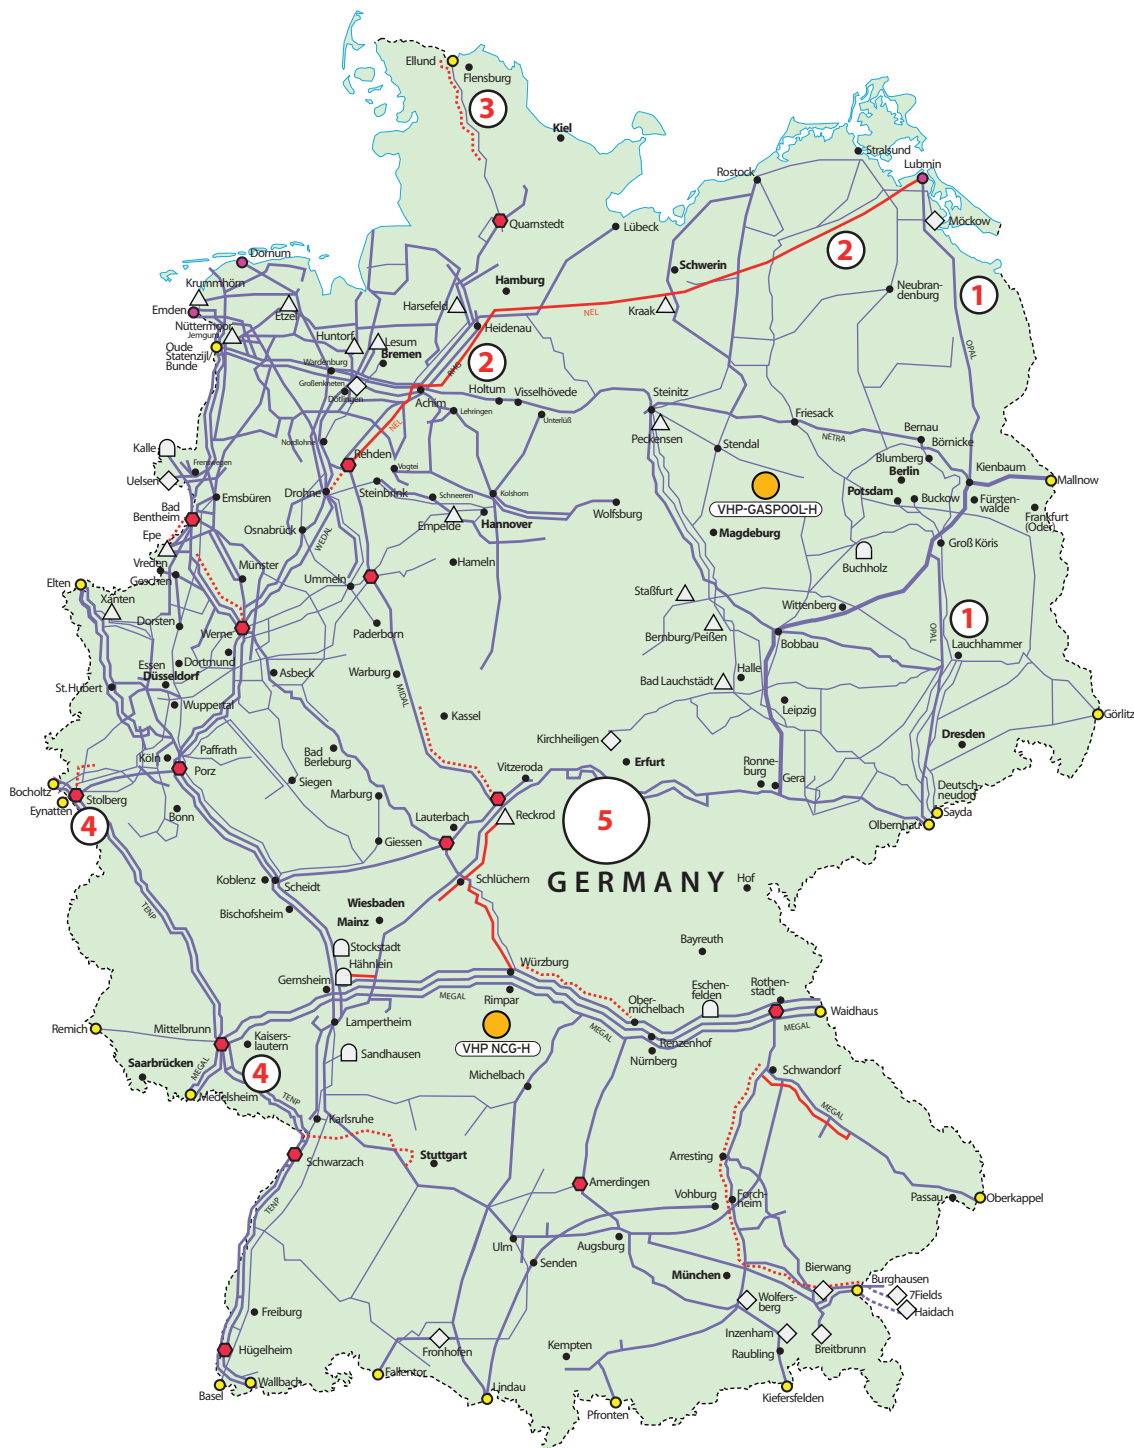 Ellund
Flensburg
3
Kiel
Stralsund
Lubmin
Rostock
Möckow
Quarnstedt
Lübeck
2
Dornum
Schwerin
Krummhörn
Hamburg
Neubran-
denburg
1
Emden
Etzel
Harsefeld
Kraak
NEL
Nüttermoor
Jemgum
Heidenau
Huntorf
Lesum
Oude
Statenzijl/
Bunde
Bremen
OPAL
Wardenburg
2
RHG
Großenkneten
Dötlingen
Achim
Holtum
Visselhövede
Steinitz
Lehringen
Unterlüß
Friesack
NEL
Peckensen
NETRA
Bernau
Nordlohne
Börnicke
Kalle
Rehden
Stendal
Blumberg
Frenswegen
Vogtei
Berlin
Kienbaum
Uelsen
Mallnow
Drohne
Steinbrink
Schneeren
Kolshorn
Potsdam
Buckow
Fürsten-
walde
Emsbüren
VHP-GASPOOL-H
Wolfsburg
Frankfurt
(Oder)
Bad
Bentheim
Empelde
Hannover
Osnabrück
Magdeburg
Epe
WEDAL
Groß Köris
Vreden
Buchholz
Hameln
Gescher
Münster
Elten
Ummeln
Xanten
Staßfurt
Wittenberg
Dorsten
Werne
Paderborn
Bernburg/Peißen
1
OPAL
Bobbau
Lauchhammer
Essen
Dortmund
Düsseldorf
Asbeck
Warburg
Halle
St.Hubert
MIDAL
Bad Lauchstädt
Wuppertal
Leipzig
Kassel
Görlitz
Kirchheiligen
Dresden
Köln
Paffrath
Bad
Berleburg
Porz
Vitzeroda
Erfurt
Ronne-
burg
Gera
Siegen
Bocholtz
Deutsch-
neudorf
Stolberg
Marburg
Eynatten
Bonn
Lauterbach
Reckrod
5
Sayda
4
Olbernhau
Giessen
Koblenz
Scheidt
Schlüchern
GERMANY
Hof
Wiesbaden
TENP
Bischofsheim
Mainz
Stockstadt
Bayreuth
Hähnlein
Würzburg
Gernsheim
Eschen-
felden
Rothen-
stadt
MEGAL
Rimpar
Ober-
michelbach
Waidhaus
Remich
Mittelbrunn
Lampertheim
MEGAL
MEGAL
Kaisers-
lautern
Renzenhof
VHP NCG-H
Sandhausen
Nürnberg
Saarbrücken
MEGAL
4
Michelbach
Schwandorf
Medelsheim
TENP
MEGAL
Karlsruhe
Stuttgart
Arresting
Schwarzach
Amerdingen
Vohburg
Forch-
heim
Passau
Oberkappel
TENP
Ulm
Augsburg
Senden
Bierwang
München
Burghausen
7Fields
Wolfers-
berg
Haidach
Freiburg
Inzenham
Hügelheim
Fronhofen
Kempten
Raubling
Breitbrunn
Fallentor
Basel
Wallbach
Lindau
Kiefersfelden
Pfronten